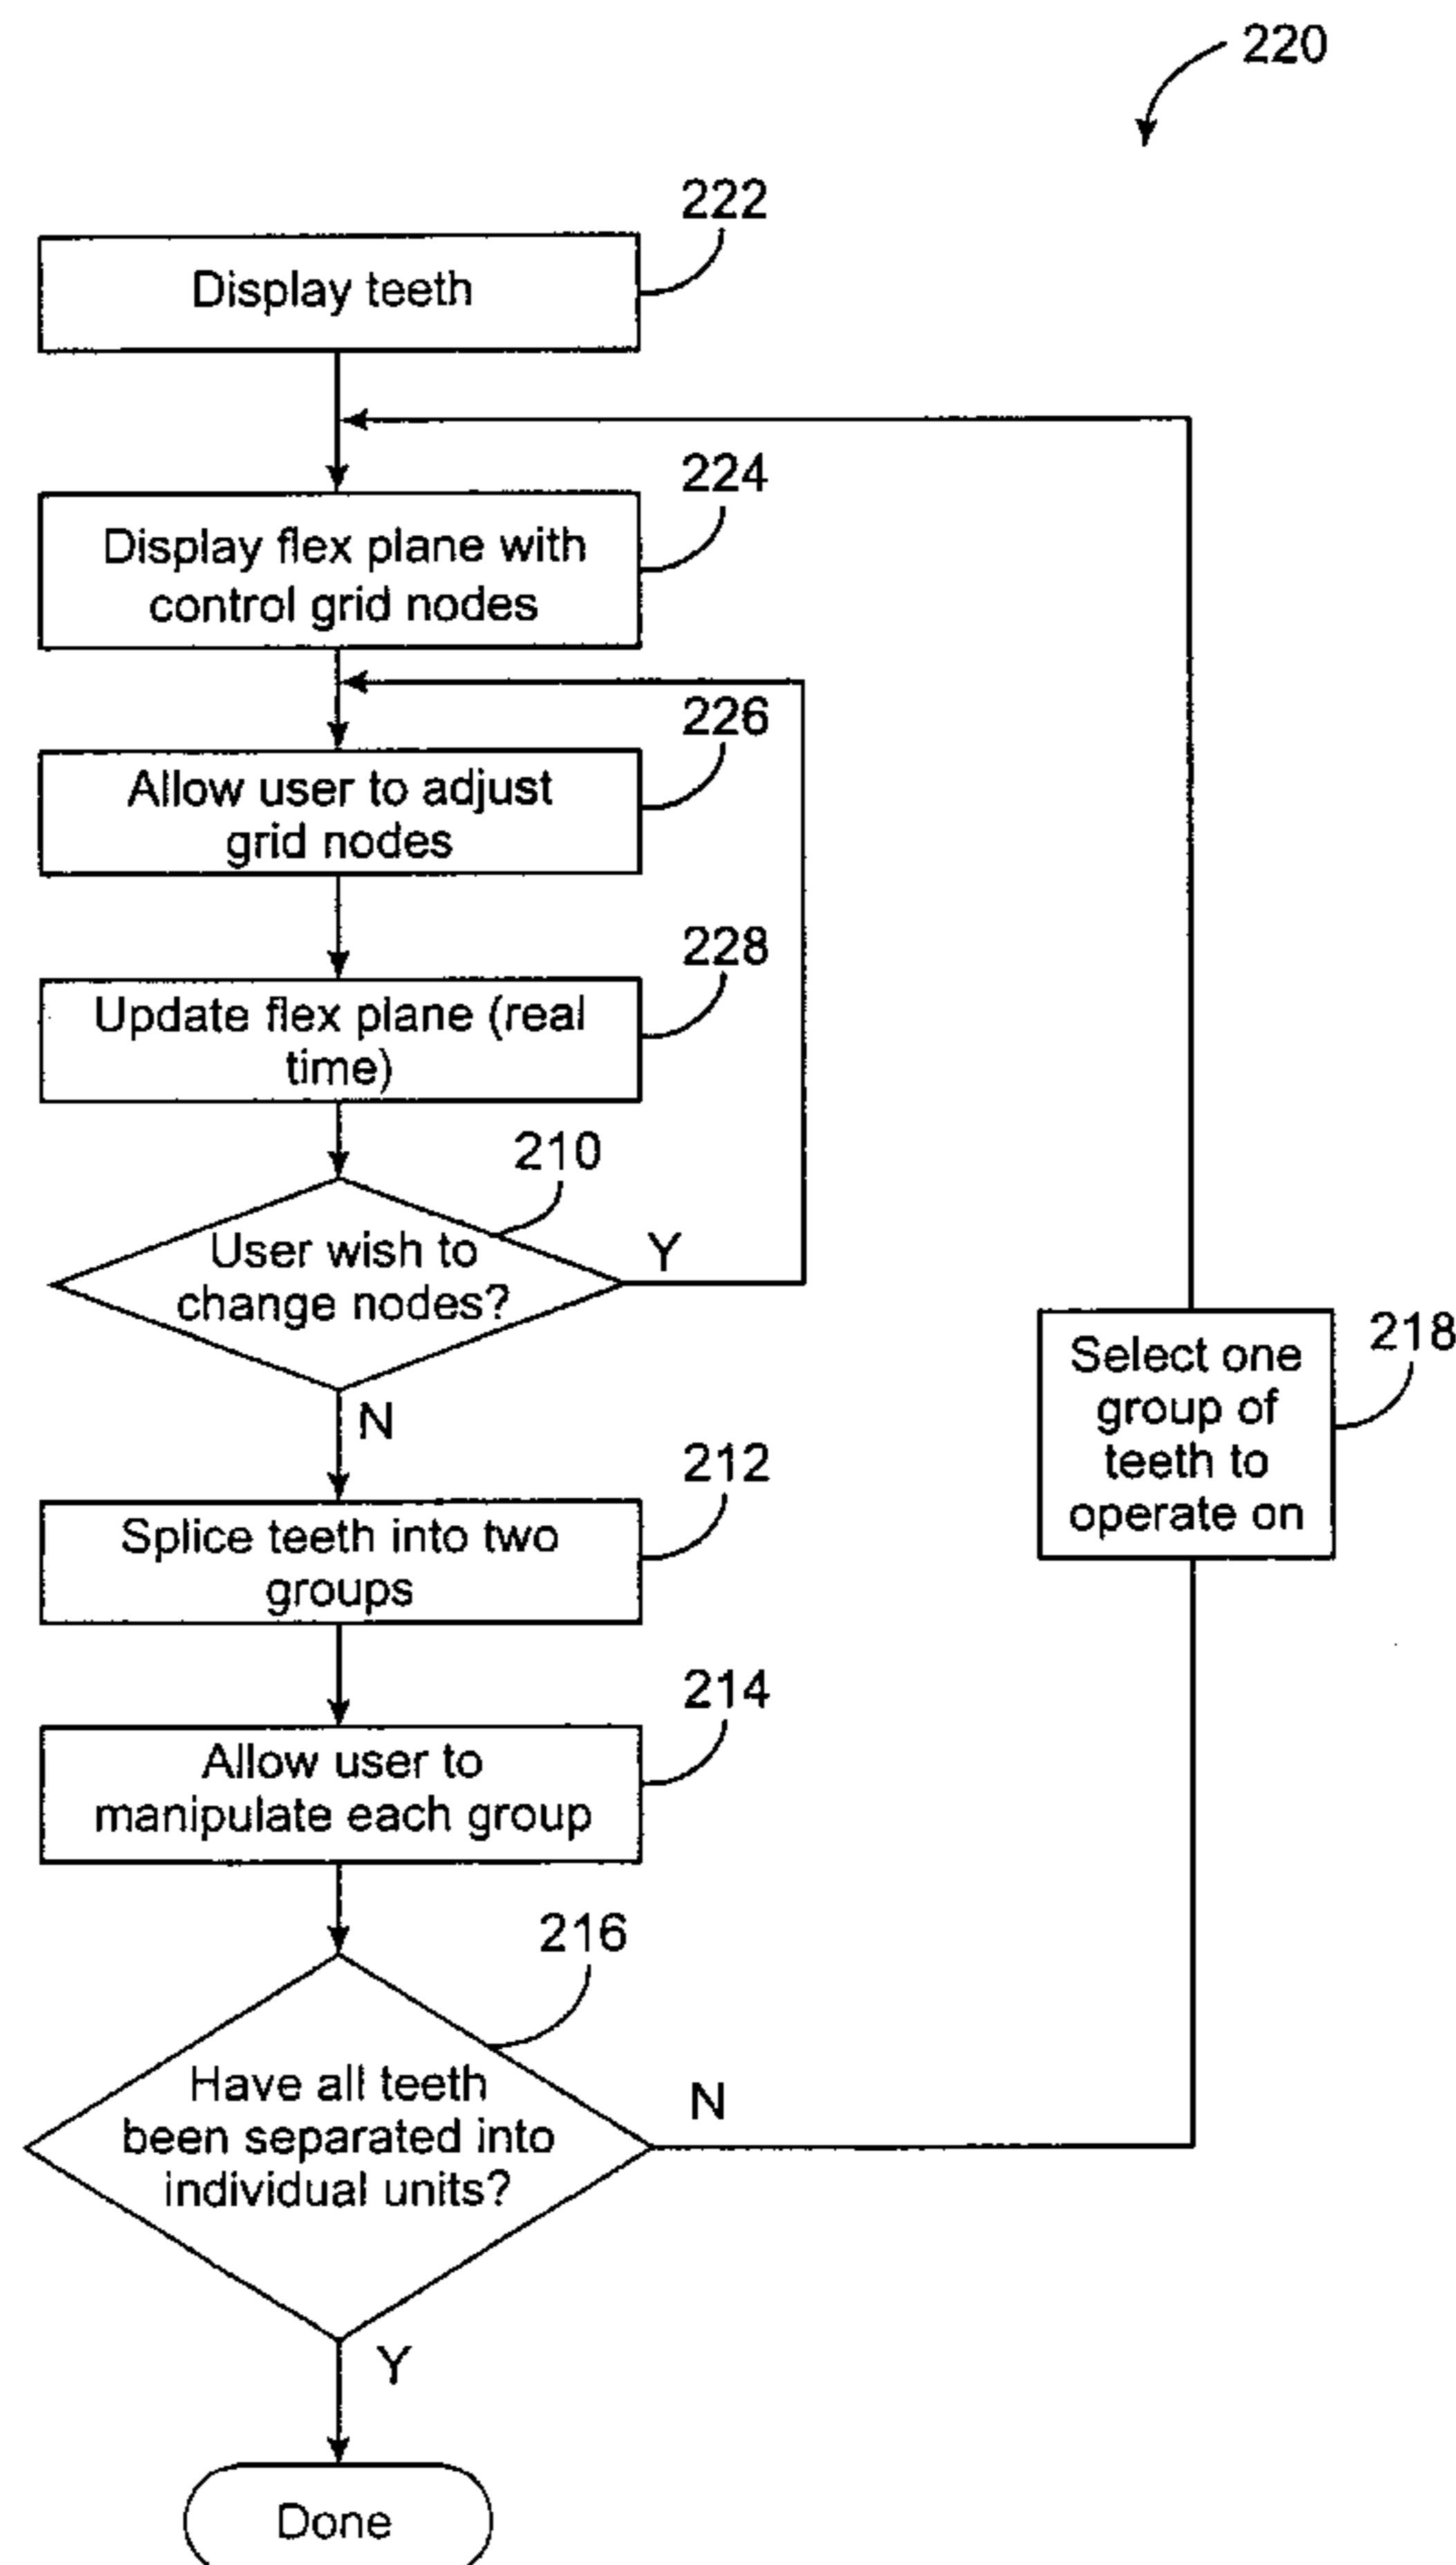 220
222
Display teeth
224
Display flex plane with
control grid nodes
226
Allow user to adjust
grid nodes
228
Update flex plane (real
time)
210
User wish to
change nodes?
Y
N
218
Select one
group of
teeth to
operate on
212
Splice teeth into two
groups
214
Allow user to
manipulate each group
216
Have all teeth
been separated into
individual units?
N
Y
Done